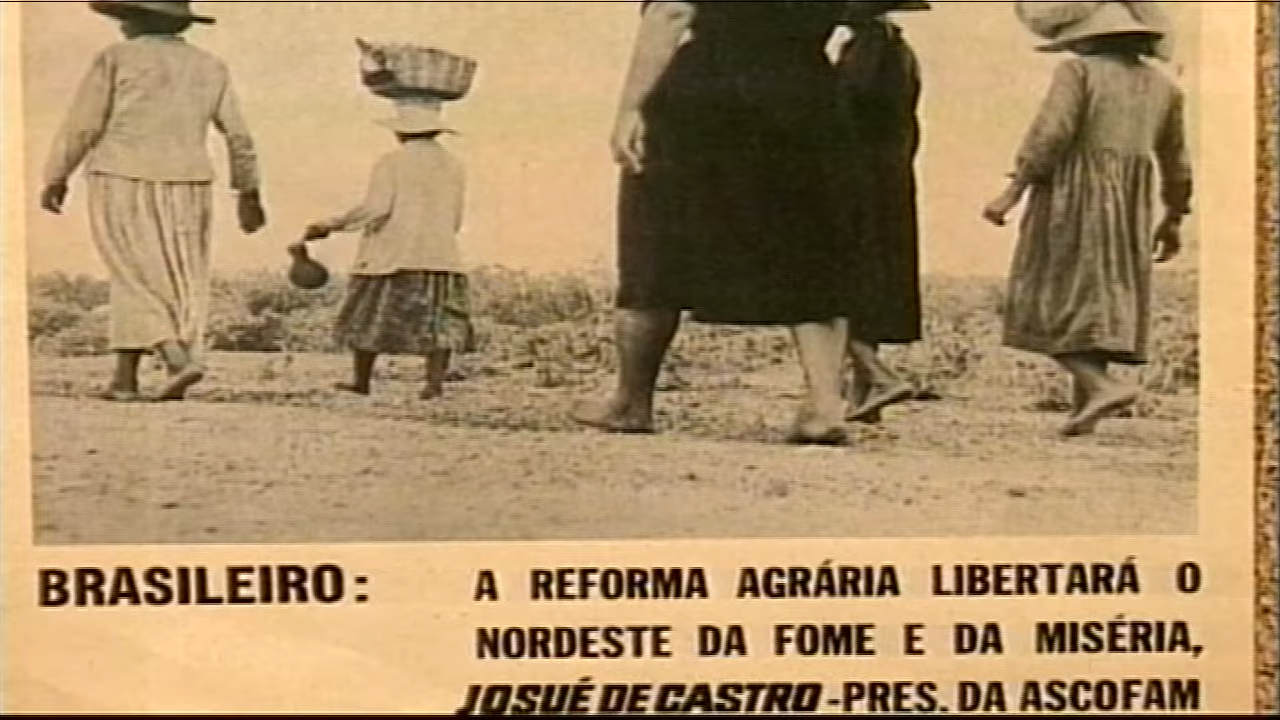 BRASILEIRO:
A REFORMA AGRÁRIA LIBERTARÁ O
NORDESTE DA FOME E DA MISÉRIA,
JOSUÉ DE CASTRO - PRES. DA ASCOFAM